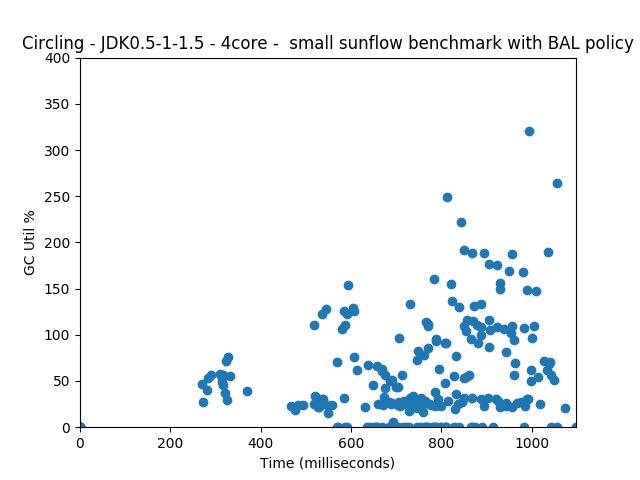 Circling - JDK0.5-1-1.5 - 4core -  small sunflow benchmark with BAL policy
400
350
300
250
200
150
100
50
0
GC Util %
0 200 400 600 800 1000
Time (milliseconds)